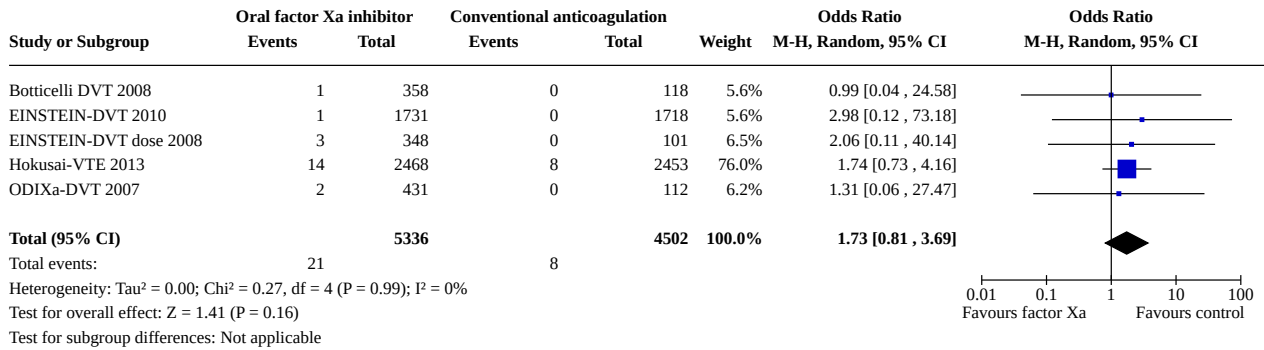 Oral factor Xa inhibitor Conventional anticoagulation Odds Ratio Odds Ratio
Study or Subgroup Events Total Events Total Weight M-H, Random, 95% CI M-H, Random, 95% CI
Botticelli DVT 2008 1 358 0 118 5.6% 0.99 [0.04 , 24.58]
EINSTEIN-DVT 2010 1 1731 0 1718 5.6% 2.98 [0.12 , 73.18]
EINSTEIN-DVT dose 2008 3 348 0 101 6.5% 2.06 [0.11 , 40.14]
Hokusai-VTE 2013 14 2468 8 2453 76.0% 1.74 [0.73 , 4.16]
ODIXa-DVT 2007 2 431 0 112 6.2% 1.31 [0.06 , 27.47]
Total (95% CI) 5336 4502 100.0% 1.73 [0.81 , 3.69]
Total events: 21 8
Heterogeneity: Tau² = 0.00; Chi² = 0.27, df = 4 (P = 0.99); I² = 0%
0.01 0.1 1 10 100
Test for overall effect: Z = 1.41 (P = 0.16)
Favours factor Xa Favours control
Test for subgroup differences: Not applicable